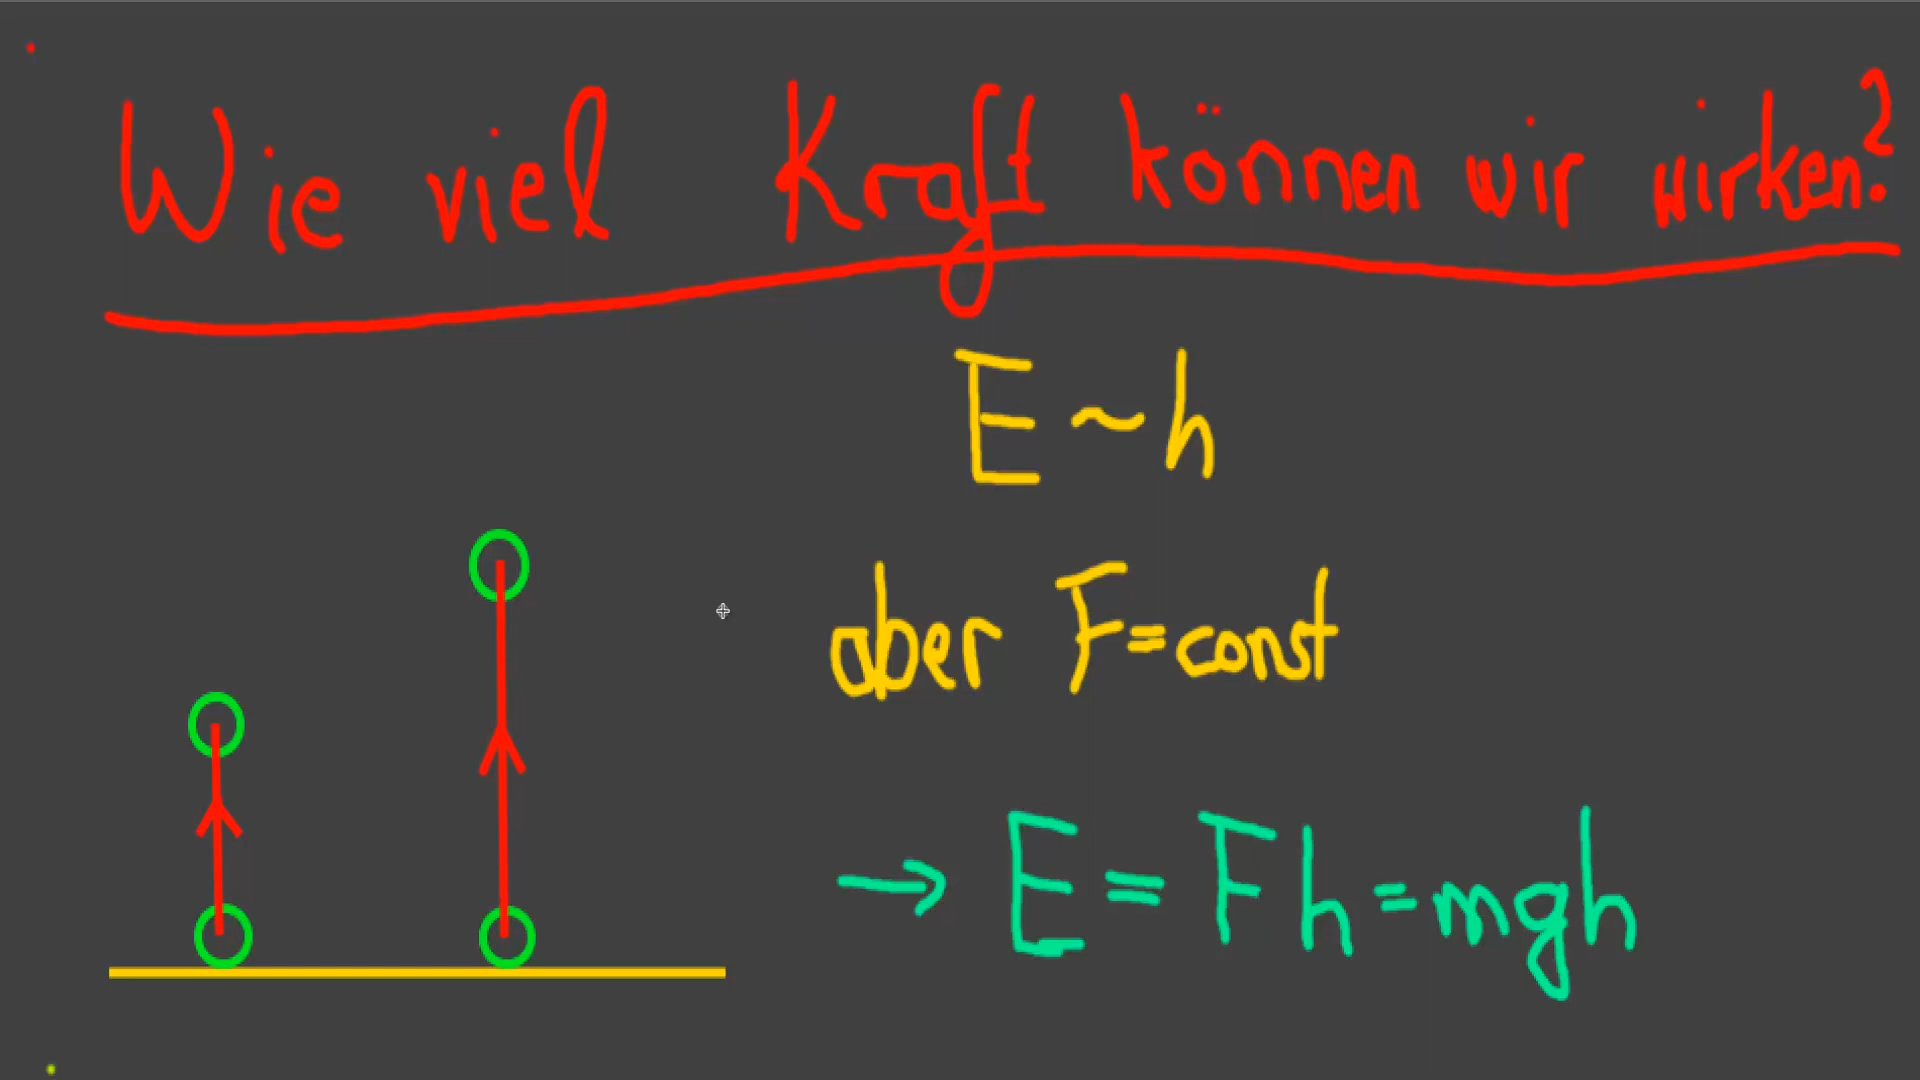 Wie viel Kraft können wir wirken?
E ~ h
aber F = const
→ E = Fh = mgh